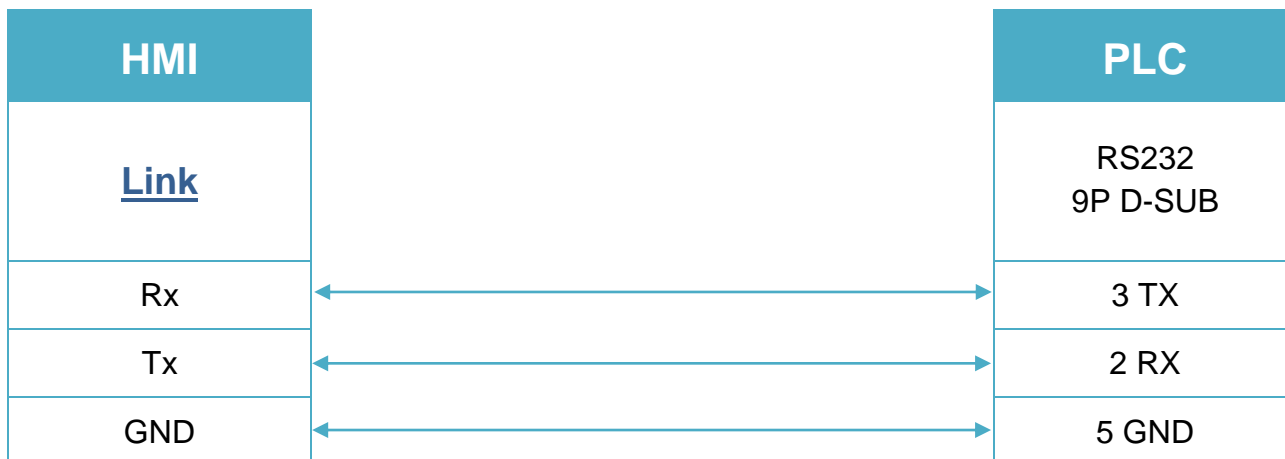 HMI PLC
Link RS232
9P D-SUB
Rx 3 TX
Tx 2 RX
GND 5 GND